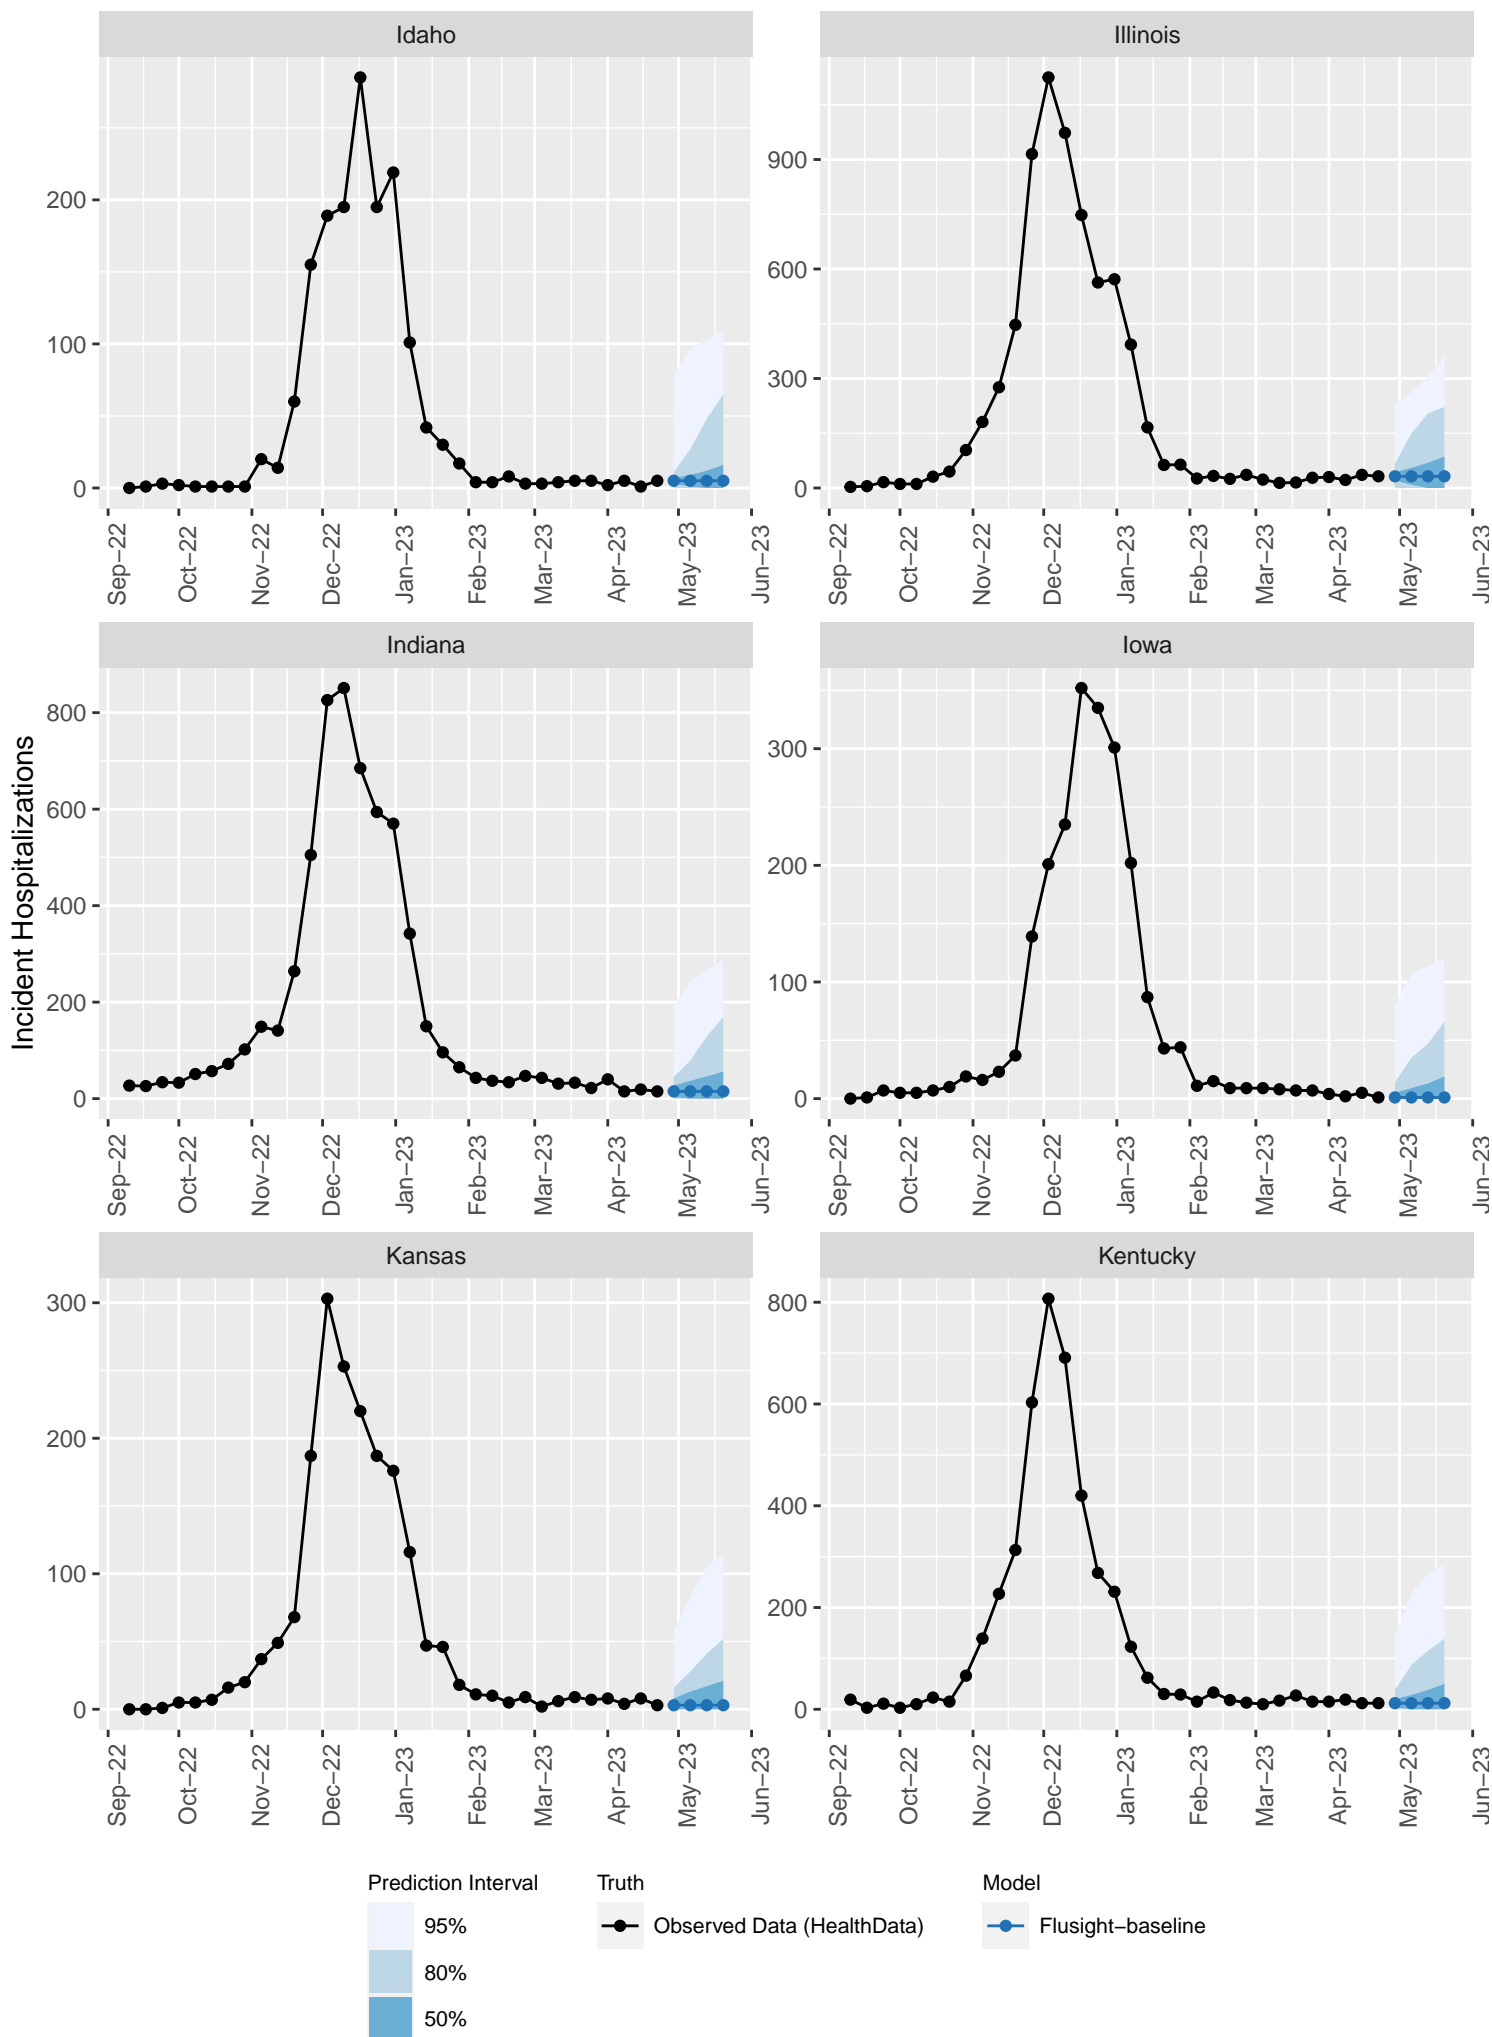 Idaho
Illinois
200
100
0
900
600
300
0
Sep−22
Oct−22
Nov−22
Dec−22
Jan−23
Feb−23
Mar−23
Apr−23
May−23
Jun−23
Sep−22
Oct−22
Nov−22
Dec−22
Jan−23
Feb−23
Mar−23
Apr−23
May−23
Jun−23
Indiana
Iowa
Incident Hospitalizations
800
600
400
200
0
300
200
100
0
Sep−22
Oct−22
Nov−22
Dec−22
Jan−23
Feb−23
Mar−23
Apr−23
May−23
Jun−23
Sep−22
Oct−22
Nov−22
Dec−22
Jan−23
Feb−23
Mar−23
Apr−23
May−23
Jun−23
Kansas
Kentucky
300
200
100
0
800
600
400
200
0
Sep−22
Oct−22
Nov−22
Dec−22
Jan−23
Feb−23
Mar−23
Apr−23
May−23
Jun−23
Sep−22
Oct−22
Nov−22
Dec−22
Jan−23
Feb−23
Mar−23
Apr−23
May−23
Jun−23
Prediction Interval
95%
80%
50%
Truth
Observed Data (HealthData)
Model
Flusight−baseline